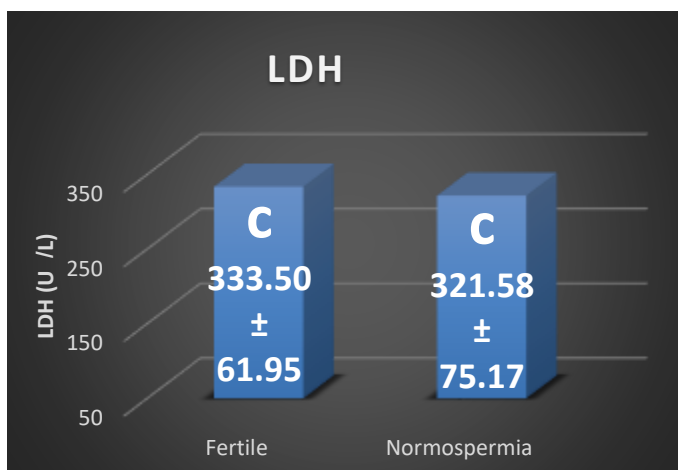 LDH
LDH (U /L)
350
250
150
50
C
333.50
±
61.95
C
321.58
±
75.17
Fertile
Normospermia